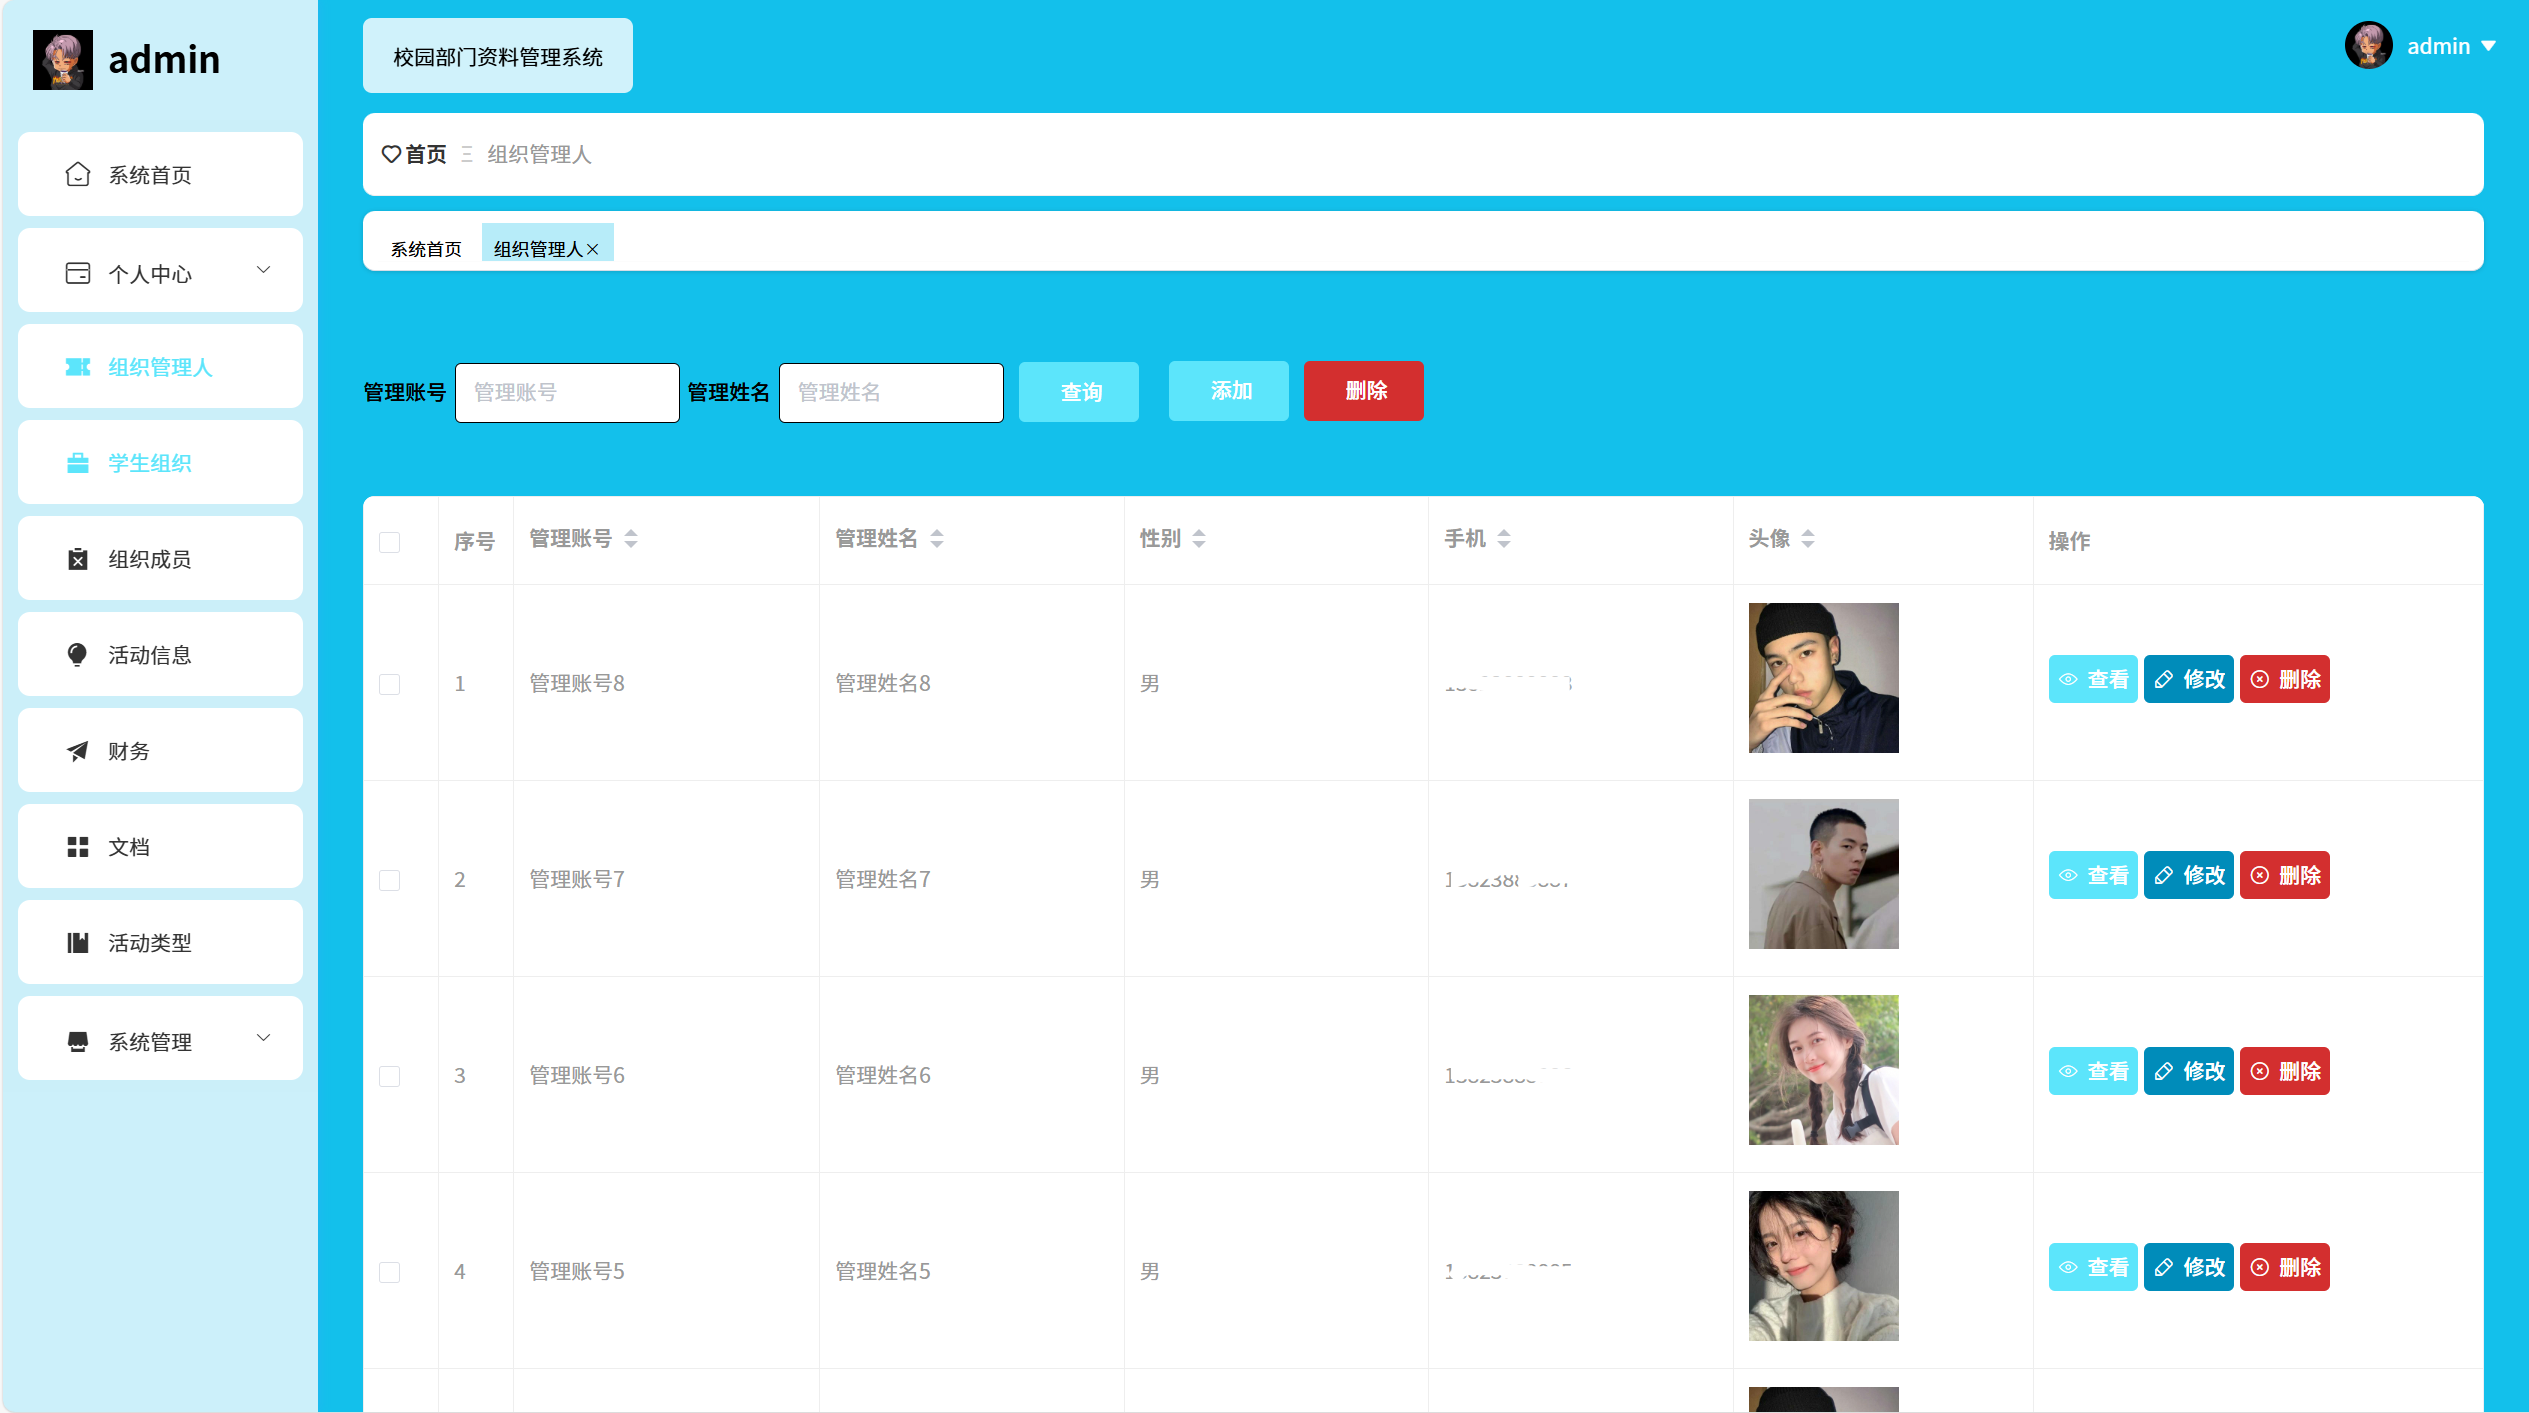 admin
校园部门资料管理系统
admin
首页 组织管理人
系统首页 组织管理人×
系统首页
个人中心
组织管理人
学生组织
组织成员
活动信息
财务
文档
活动类型
系统管理
管理账号 管理账号 管理姓名 管理姓名 查询 添加 删除
序号 管理账号 管理姓名 性别 手机 头像 操作
1 管理账号8 管理姓名8 男 查看 修改 删除
2 管理账号7 管理姓名7 男 查看 修改 删除
3 管理账号6 管理姓名6 男 查看 修改 删除
4 管理账号5 管理姓名5 男 查看 修改 删除